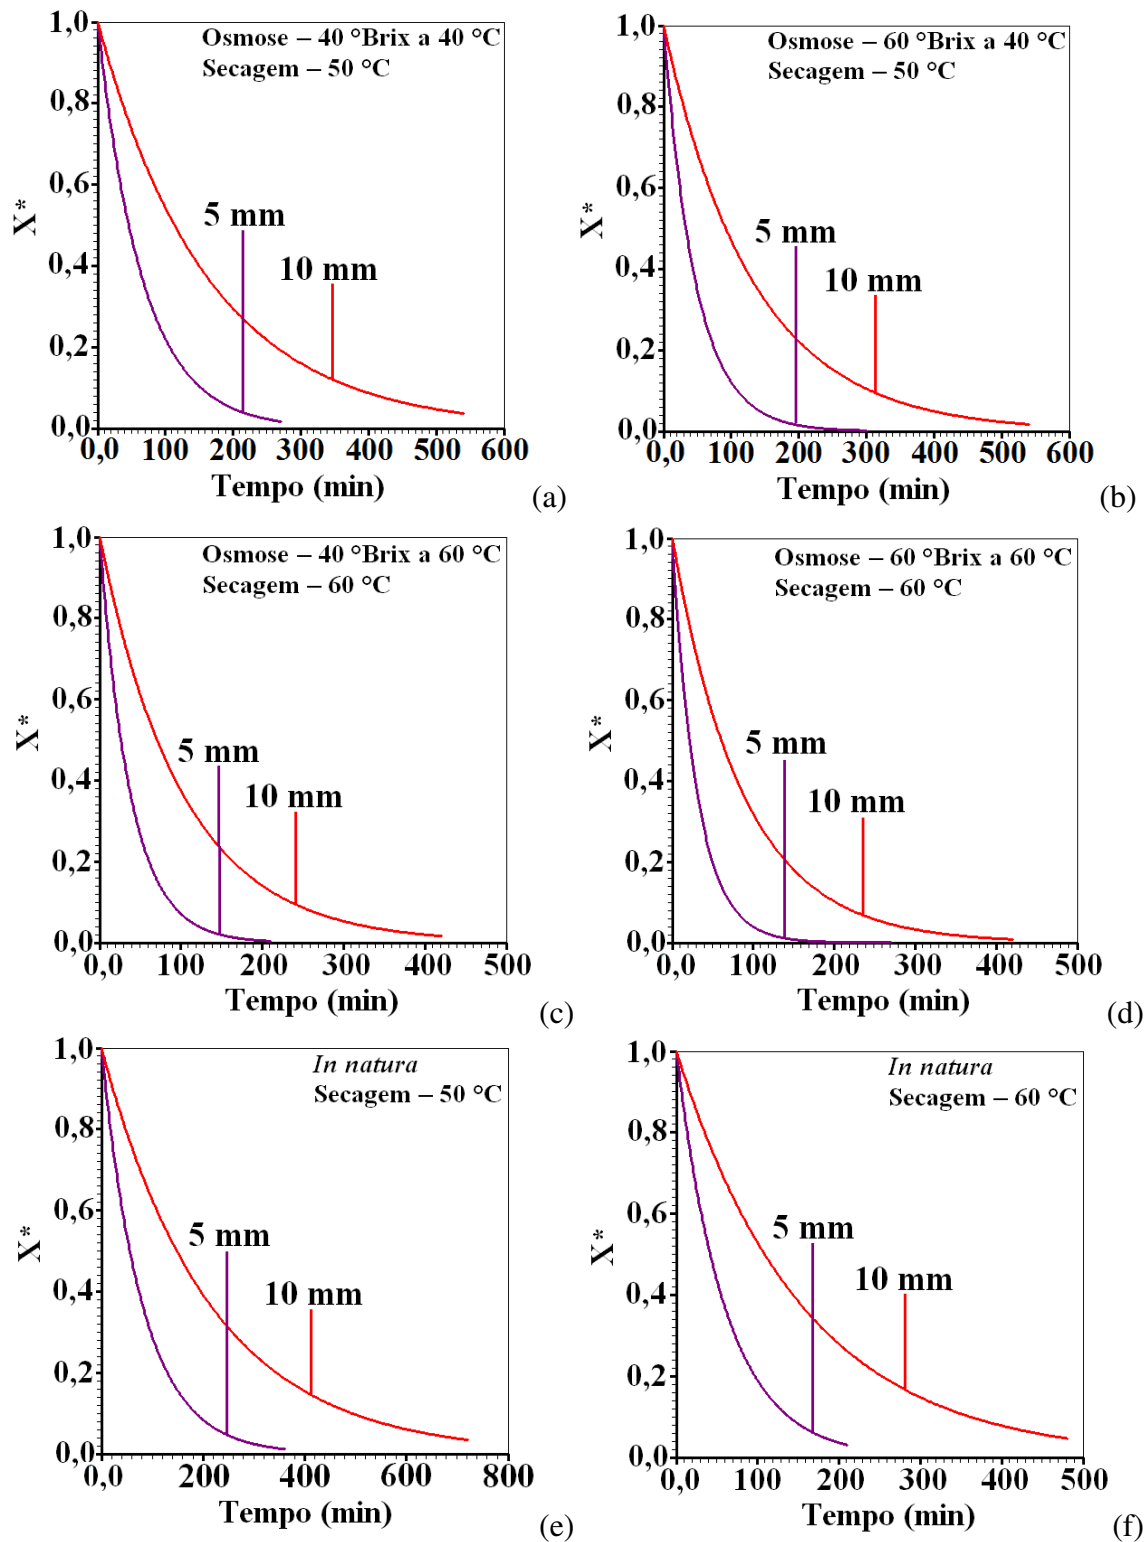 Osmose – 40 °Brix a 40 °C
Secagem – 50 °C
1,0
0,8
0,6
0,4
0,2
0,0
X*
5 mm
10 mm
0,0 100 200 300 400 500 600
Tempo (min)
(a)
Osmose – 60 °Brix a 40 °C
Secagem – 50 °C
1,0
0,8
0,6
0,4
0,2
0,0
X*
5 mm
10 mm
0,0 100 200 300 400 500 600
Tempo (min)
(b)
Osmose – 40 °Brix a 60 °C
Secagem – 60 °C
1,0
0,8
0,6
0,4
0,2
0,0
X*
5 mm
10 mm
0,0 100 200 300 400 500
Tempo (min)
(c)
Osmose – 60 °Brix a 60 °C
Secagem – 60 °C
1,0
0,8
0,6
0,4
0,2
0,0
X*
5 mm
10 mm
0,0 100 200 300 400 500
Tempo (min)
(d)
In natura
Secagem – 50 °C
1,0
0,8
0,6
0,4
0,2
0,0
X*
5 mm
10 mm
0,0 200 400 600 800
Tempo (min)
(e)
In natura
Secagem – 60 °C
1,0
0,8
0,6
0,4
0,2
0,0
X*
5 mm
10 mm
0,0 100 200 300 400 500
Tempo (min)
(f)